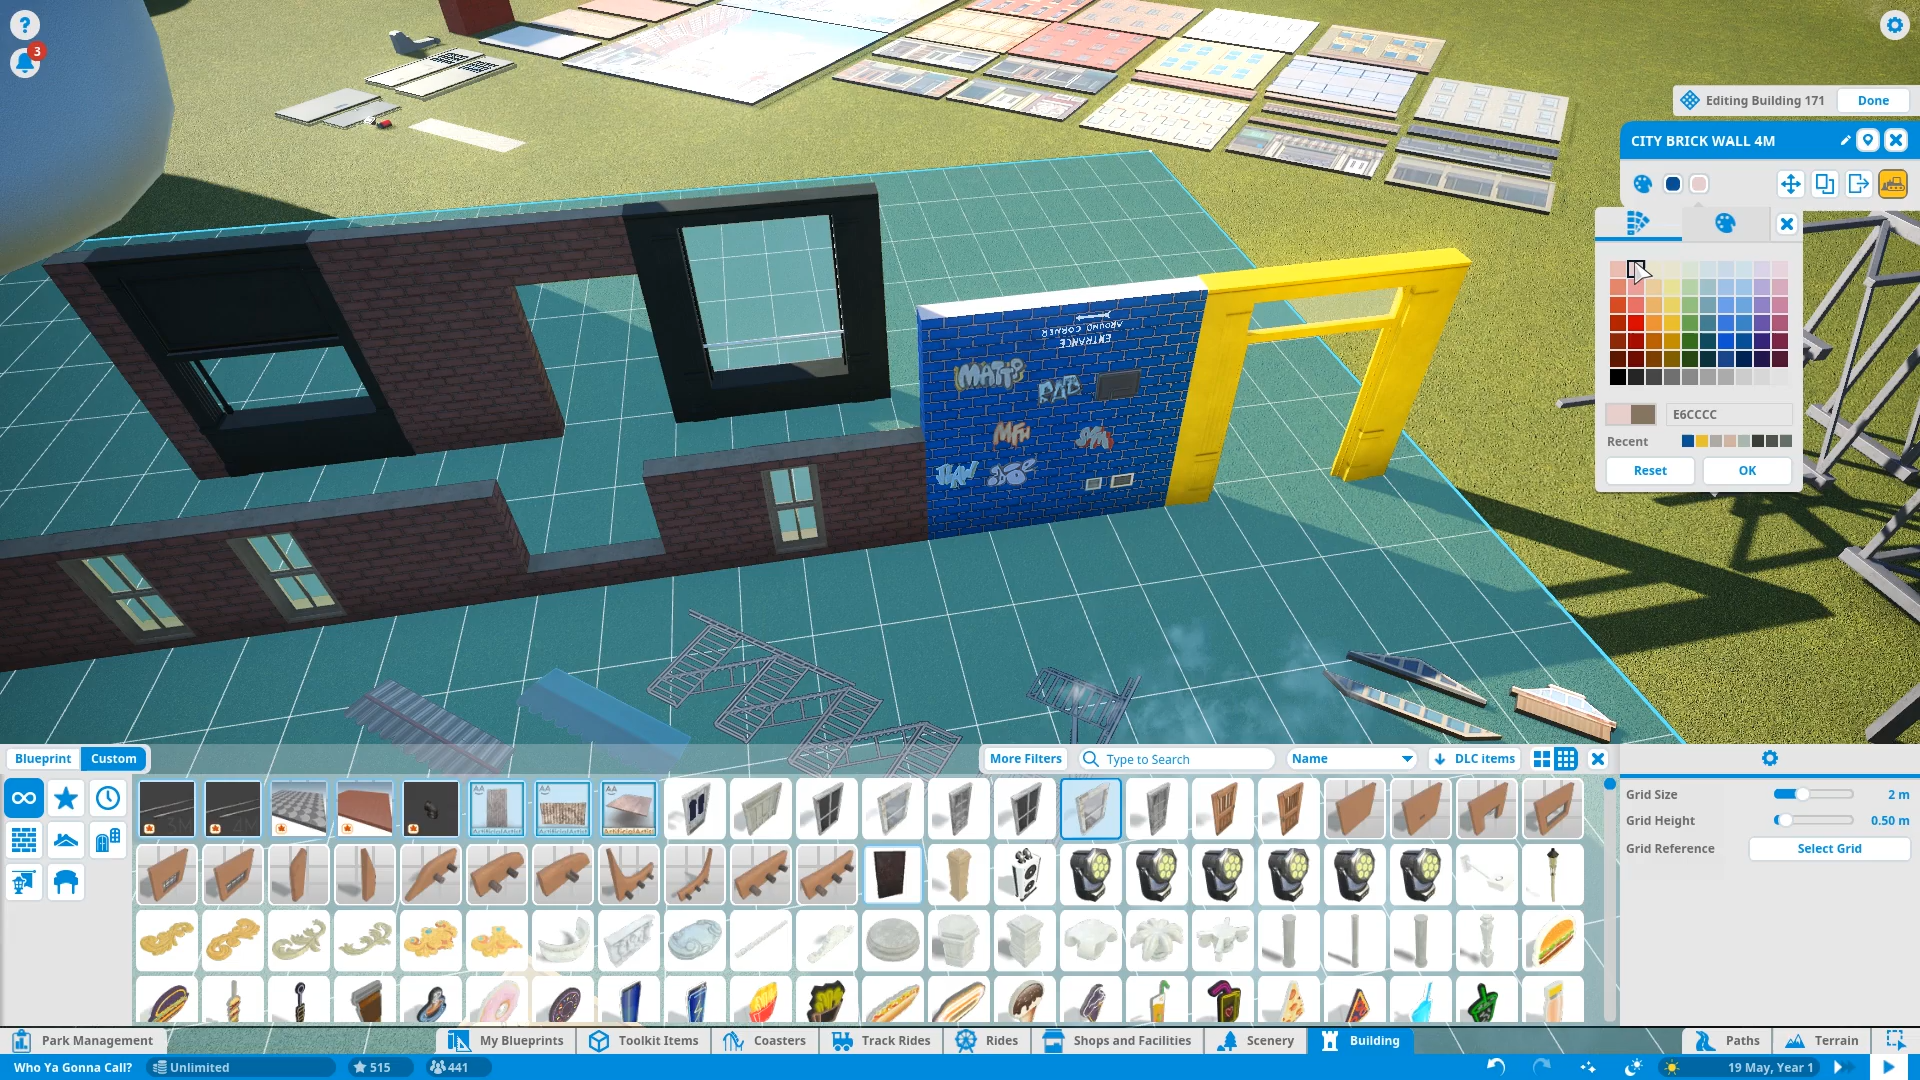 3
Editing Building 171
Done
CITY BRICK WALL 4M
E6CCCC
Recent
Reset
OK
ENTRANCE
AROUND CORNER
Blueprint
Custom
More Filters
Type to Search
Name
DLC items
3M
4M
Grid Size
2 m
Grid Height
0.50 m
Grid Reference
Select Grid
Park Management
My Blueprints
Toolkit Items
Coasters
Track Rides
Rides
Shops and Facilities
Scenery
Building
Paths
Terrain
Who Ya Gonna Call?
Unlimited
515
441
19 May, Year 1